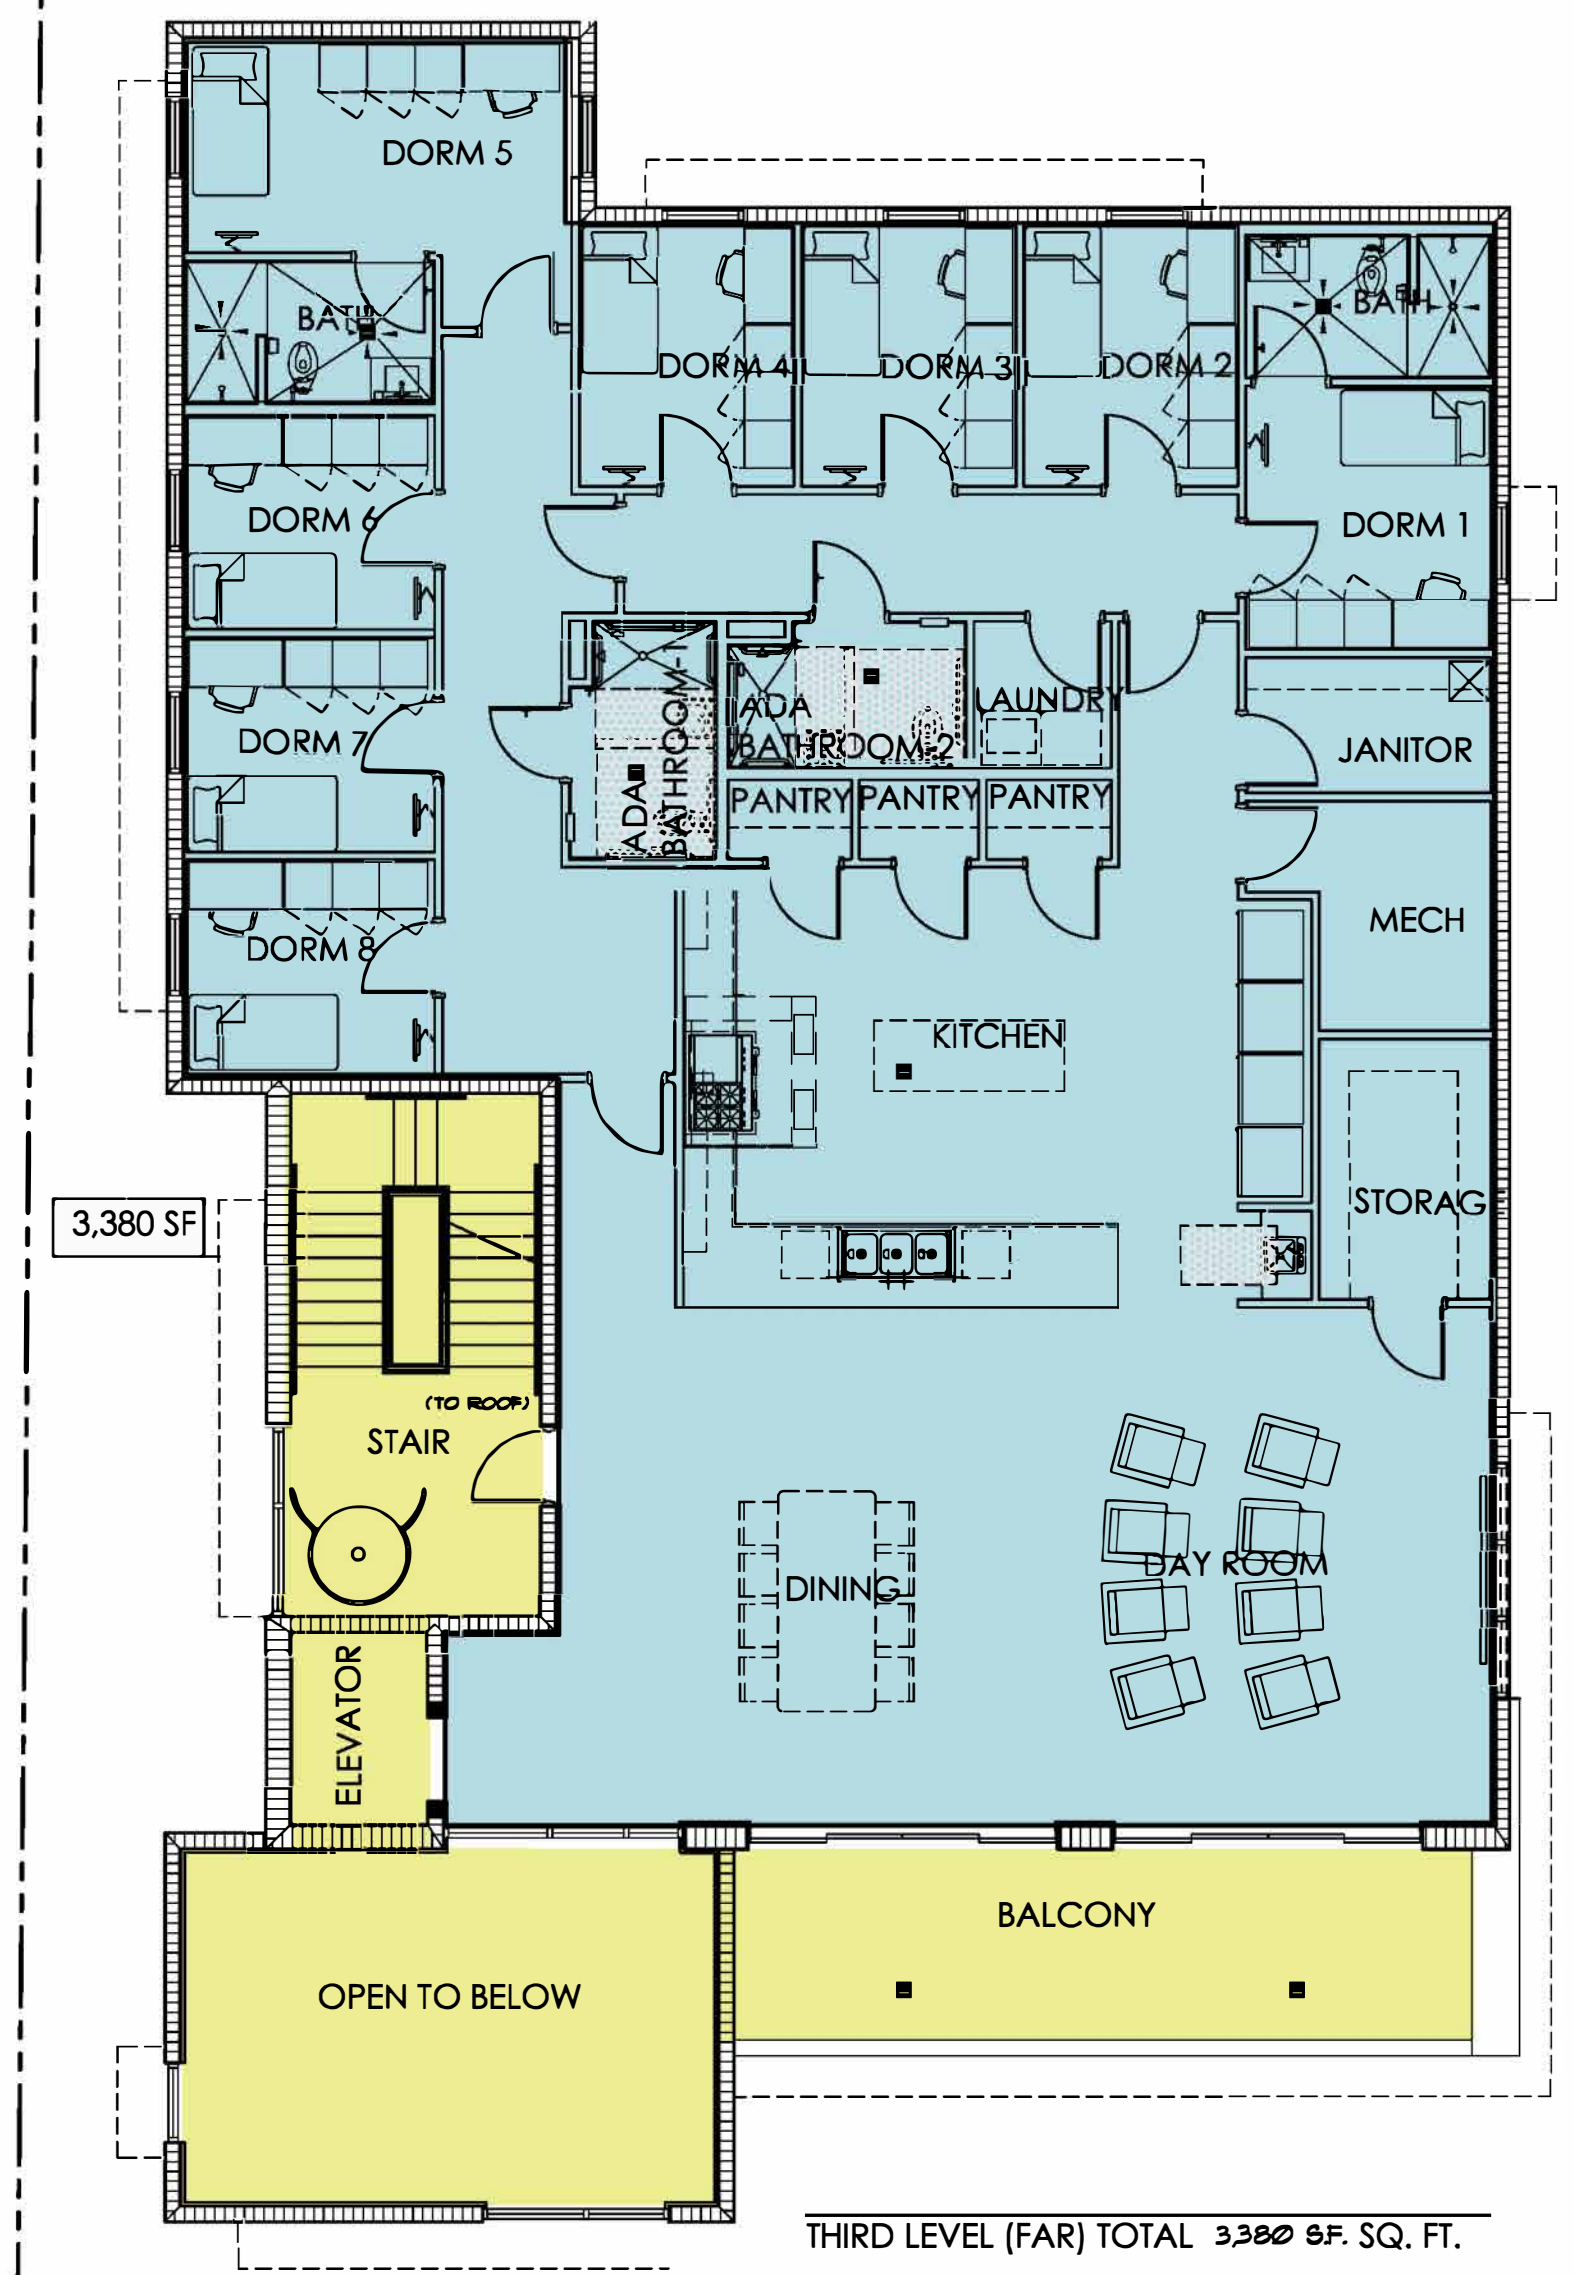 DORM 5
BATH
BATH
DORM 4
DORM 3
DORM 2
DORM 6
DORM 1
ADA BATHROOM-1
ADA
BATHROOM-2
LAUNDRY
DORM 7
JANITOR
PANTRY
PANTRY
PANTRY
MECH
DORM 8
KITCHEN
STORAGE
3,380 SF
(TO ROOF)
STAIR
DAY ROOM
DINING
ELEVATOR
BALCONY
OPEN TO BELOW
THIRD LEVEL (FAR) TOTAL 3,380 S.F. SQ. FT.